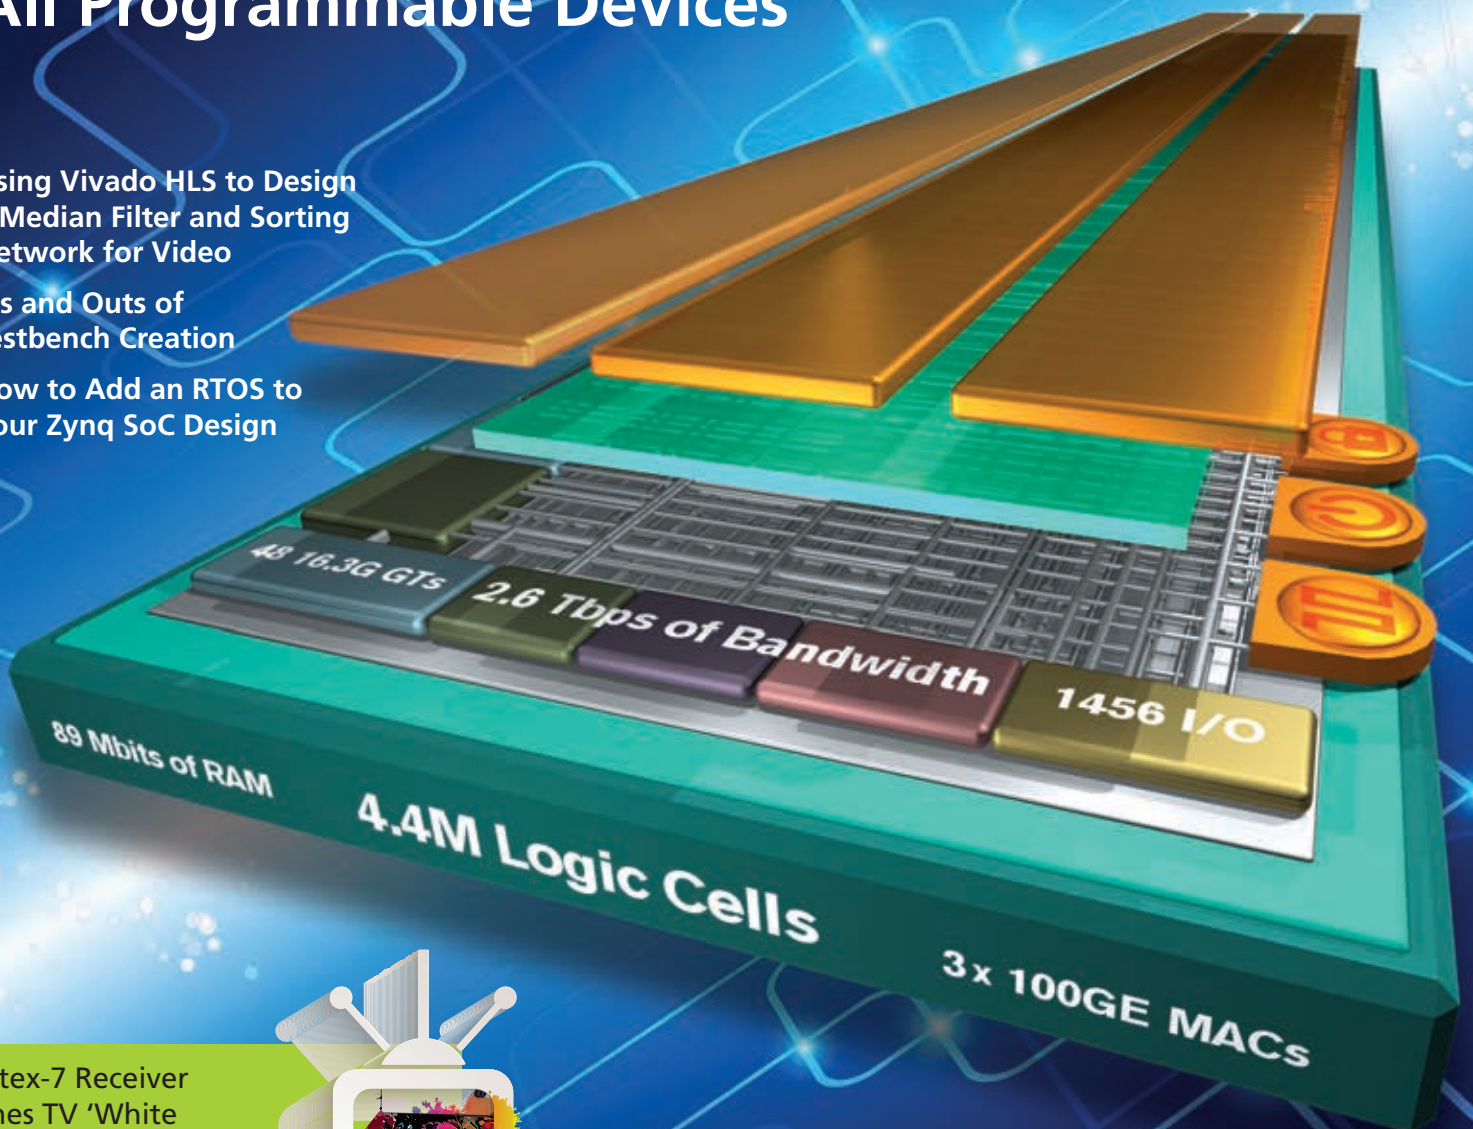 All Programmable Devices
sing Vivado HLS to Design
Median Filter and Sorting
etwork for Video
s and Outs of
estbench Creation
ow to Add an RTOS to
our Zynq SoC Design
48 16.3G GTs
2.6 Tbps of Bandwidth
1456 I/O
89 Mbits of RAM
4.4M Logic Cells
3 x 100GE MACs
tex-7 Receiver
nes TV ‘White